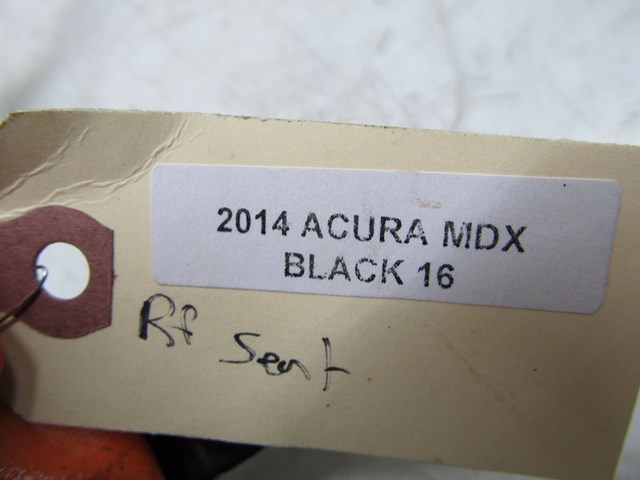 2014 ACURA MDX
BLACK 16
Rf Seat